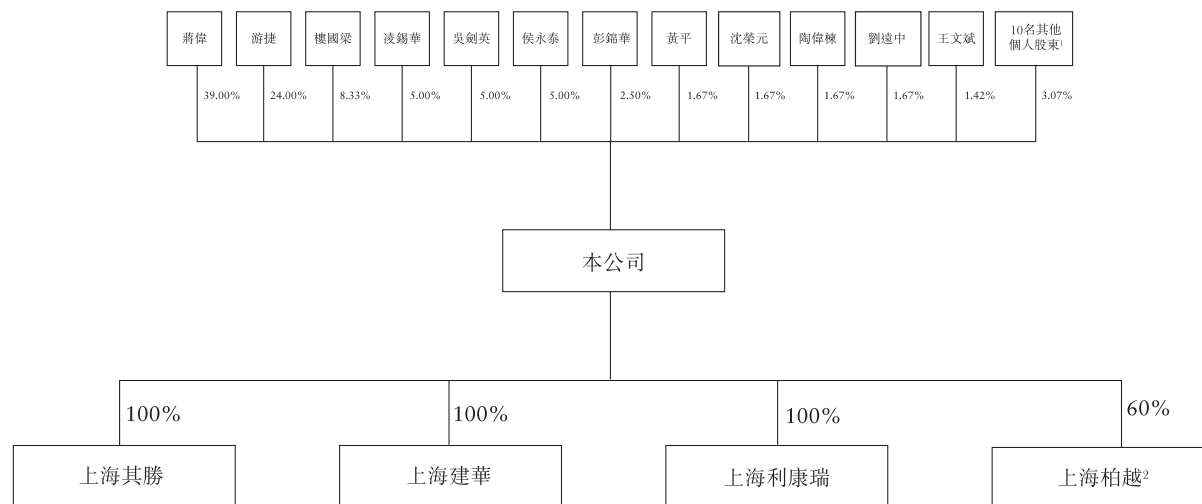 蔣偉
游捷
樓國梁
凌錫華
吳劍英
侯永泰
彭錦華
黃平
沈榮元
陶偉棟
劉遠中
王文斌
10名其他
個人股東¹
39.00%
24.00%
8.33%
5.00%
5.00%
5.00%
2.50%
1.67%
1.67%
1.67%
1.67%
1.42%
3.07%
本公司
100%
100%
100%
60%
上海其勝
上海建華
上海利康瑞
上海柏越²